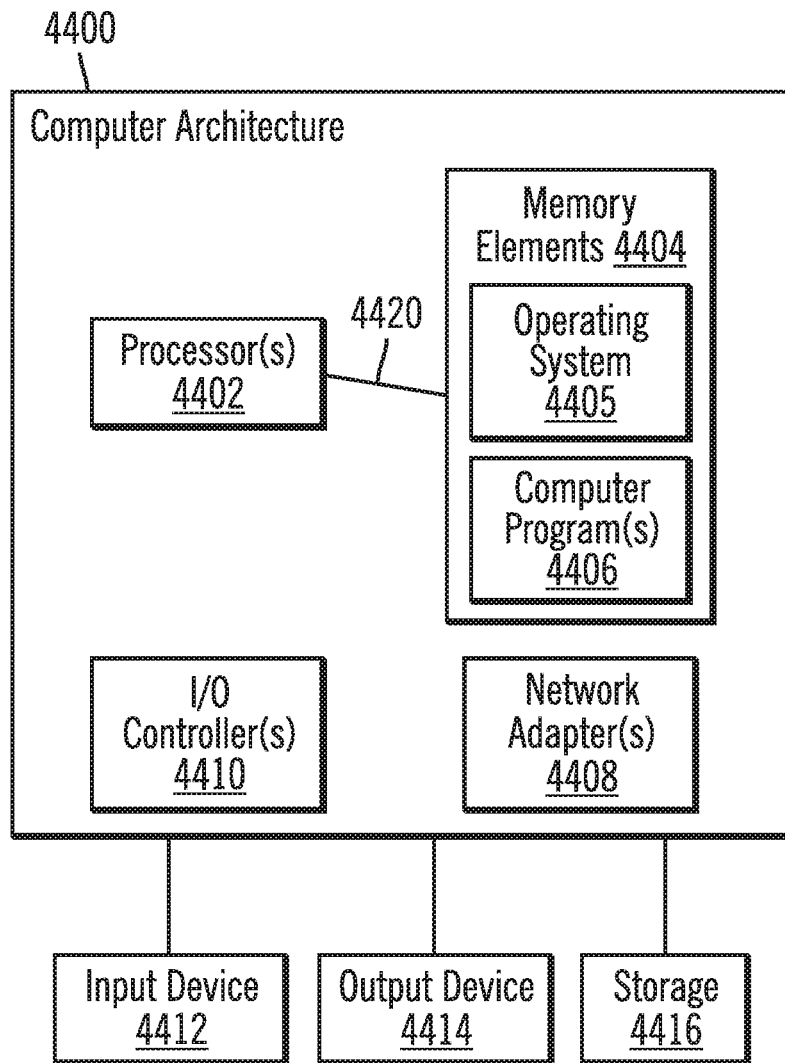 4400
Computer Architecture
Memory
Elements 4404
4420
Processor(s)
4402
Operating
System
4405
Computer
Program(s)
4406
I/O
Controller(s)
4410
Network
Adapter(s)
4408
Input Device
4412
Output Device
4414
Storage
4416